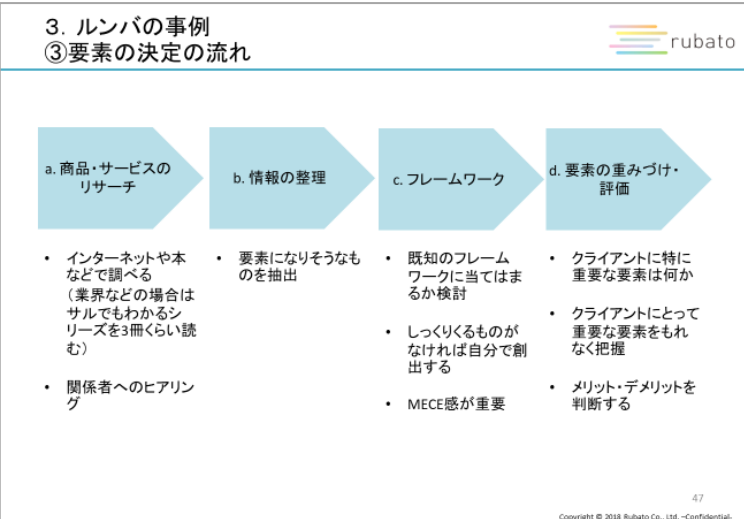 ３．ルンバの事例
③要素の決定の流れ
rubato
a. 商品・サービスの
リサーチ
b. 情報の整理
c. フレームワーク
d. 要素の重みづけ・
評価
• インターネットや本
などで調べる
（業界などの場合は
サルでもわかるシ
リーズを3冊くらい読
む）
• 関係者へのヒアリン
グ
• 要素になりそうなも
のを抽出
• 既知のフレーム
ワークに当てはま
るか検討
• しっくりくるものが
なければ自分で創
出する
• MECE感が重要
• クライアントに特に
重要な要素は何か
• クライアントにとって
重要な要素をもれ
なく把握
• メリット・デメリットを
判断する
47
Copyright © 2018 Rubato Co., Ltd. –Confidential-